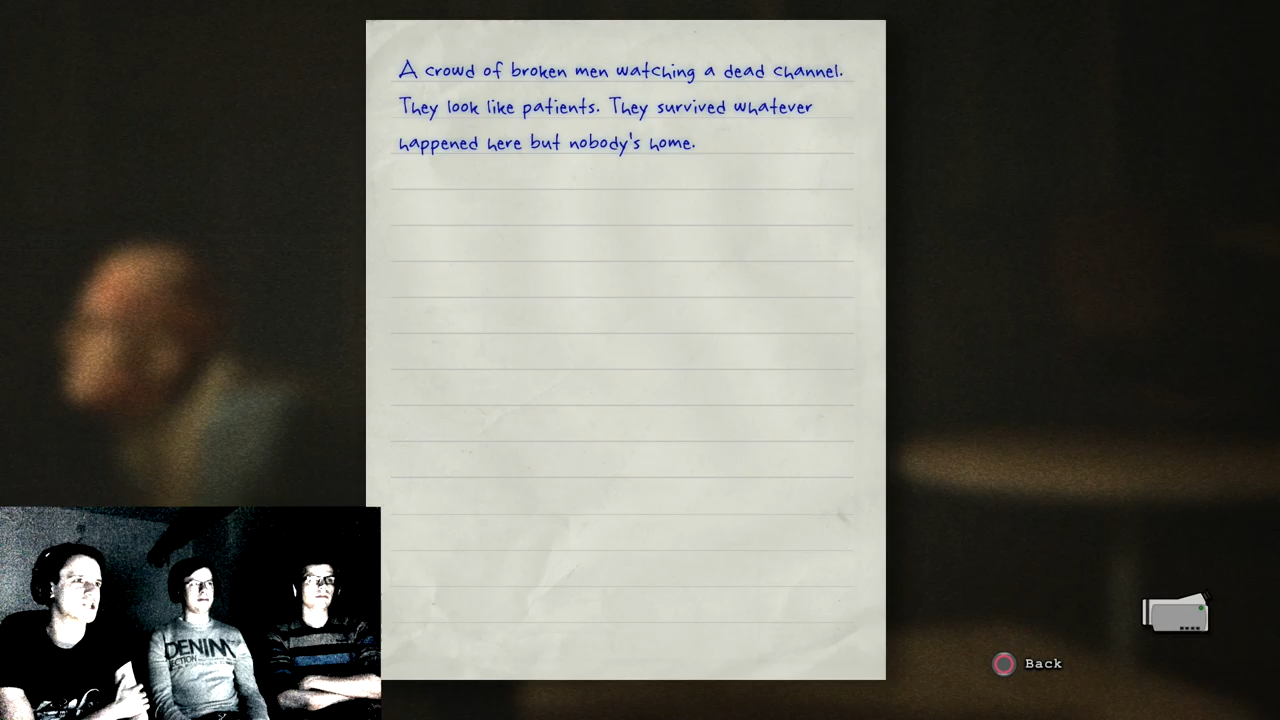 A crowd of broken men watching a dead channel.
They look like patients. They survived whatever
happened here but nobody's home.
DENIM
Back